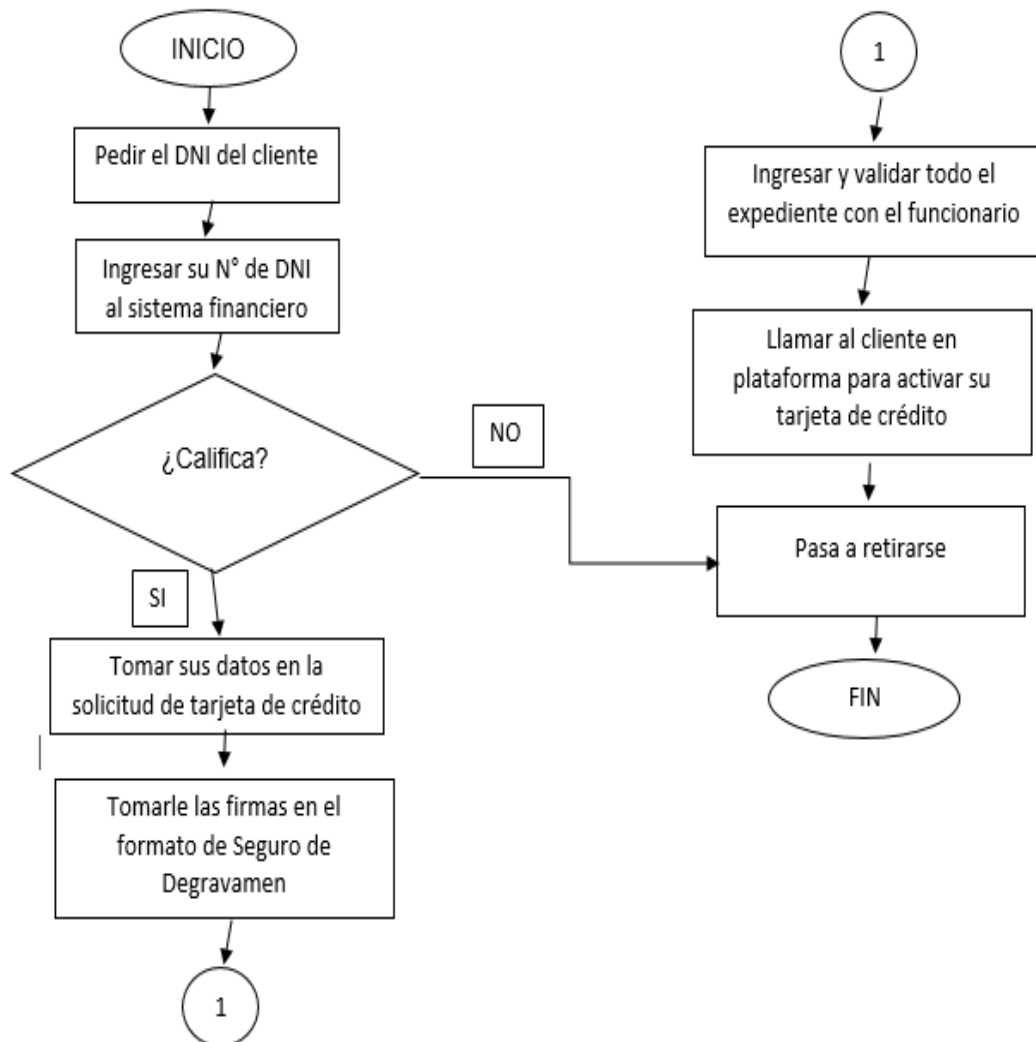 INICIO
Pedir el DNI del cliente
Ingresar su N° de DNI
al sistema financiero
¿Califica?
NO
SI
Tomar sus datos en la
solicitud de tarjeta de crédito
Tomarle las firmas en el
formato de Seguro de
Degravamen
1
1
Ingresar y validar todo el
expediente con el funcionario
Llamar al cliente en
plataforma para activar su
tarjeta de crédito
Pasa a retirarse
FIN